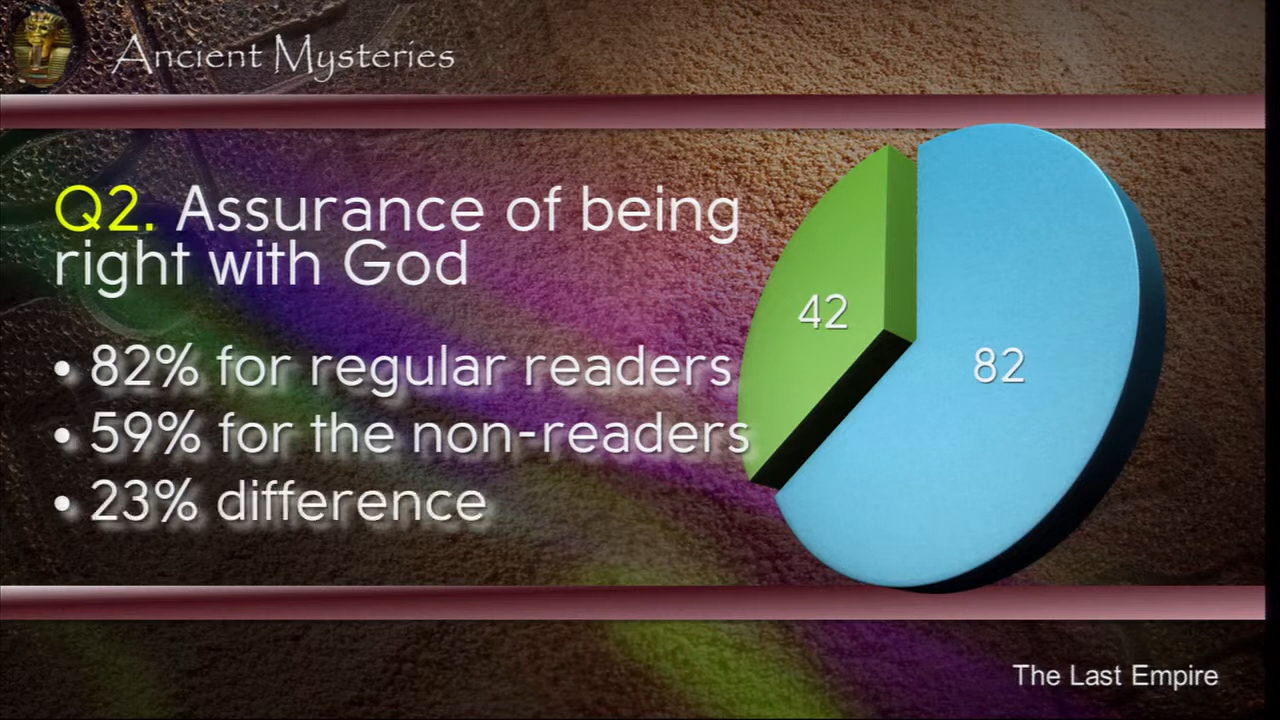 Ancient Mysteries
Q2. Assurance of being
right with God
• 82% for regular readers
• 59% for the non-readers
• 23% difference
42
82
The Last Empire